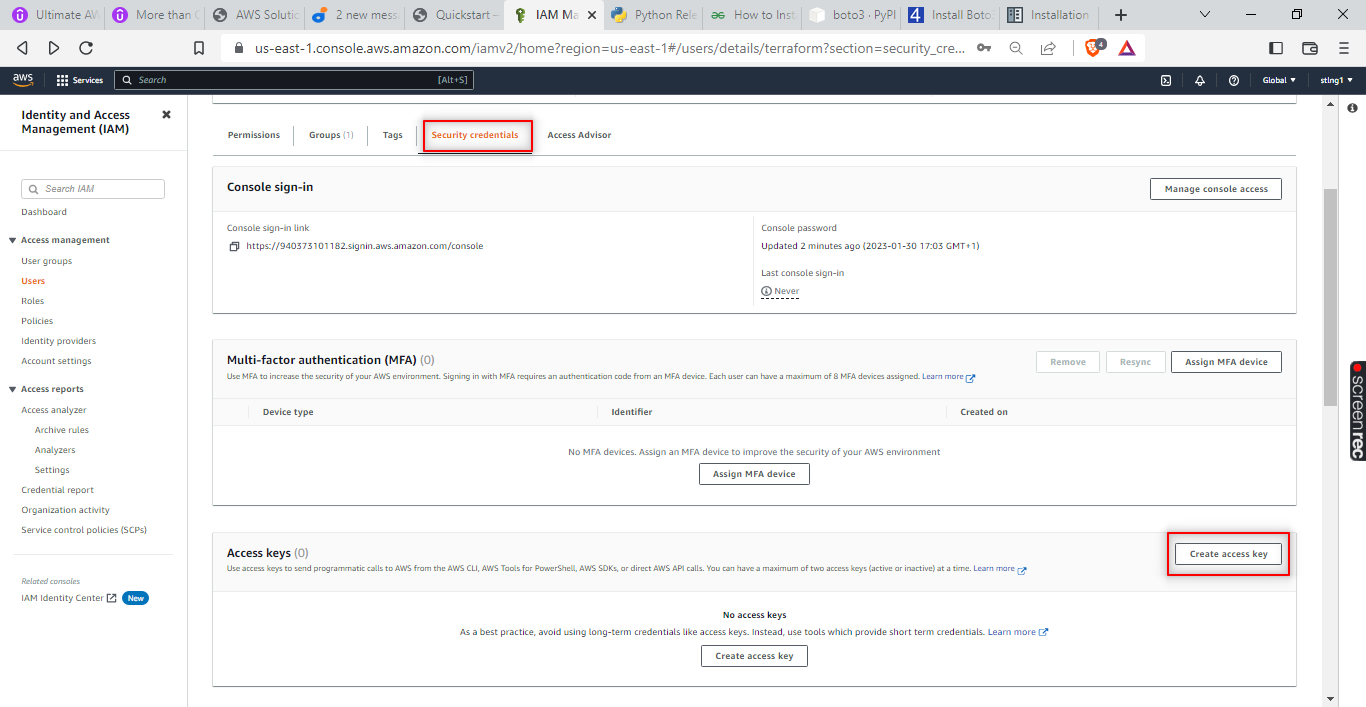 Ultimate AW
More than C
AWS Solutio
2 new mess
Quickstart –
IAM Ma
Python Rele
How to Inst
boto3 · PyPI
Install Boto
Installation
us-east-1.console.aws.amazon.com/iamv2/home?region=us-east-1#/users/details/terraform?section=security_cre...
4
aws
Services
Search
[Alt+S]
Global
stlng1
Identity and Access
Management (IAM)
Search IAM
Dashboard
Access management
User groups
Users
Roles
Policies
Identity providers
Account settings
Access reports
Access analyzer
Archive rules
Analyzers
Settings
Credential report
Organization activity
Service control policies (SCPs)
Related consoles
IAM Identity Center New
Permissions
Groups (1)
Tags
Security credentials
Access Advisor
Console sign-in
Manage console access
Console sign-in link
https://940373101182.signin.aws.amazon.com/console
Console password
Updated 2 minutes ago (2023-01-30 17:03 GMT+1)
Last console sign-in
Never
Multi-factor authentication (MFA) (0)
Use MFA to increase the security of your AWS environment. Signing in with MFA requires an authentication code from an MFA device. Each user can have a maximum of 8 MFA devices assigned. Learn more
Remove
Resync
Assign MFA device
Device type
Identifier
Created on
No MFA devices. Assign an MFA device to improve the security of your AWS environment
Assign MFA device
Access keys (0)
Use access keys to send programmatic calls to AWS from the AWS CLI, AWS Tools for PowerShell, AWS SDKs, or direct AWS API calls. You can have a maximum of two access keys (active or inactive) at a time. Learn more
Create access key
No access keys
As a best practice, avoid using long-term credentials like access keys. Instead, use tools which provide short term credentials. Learn more
Create access key
screenrec